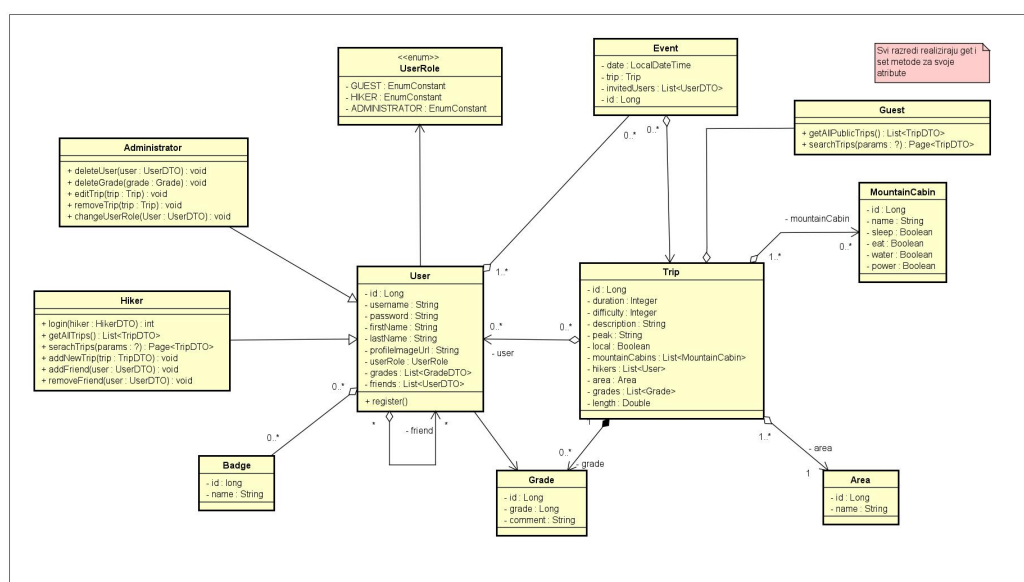 <<enum>>
UserRole
- GUEST : EnumConstant
- HIKER : EnumConstant
- ADMINISTRATOR : EnumConstant
Event
- date : LocalDateTime
- trip : Trip
- invitedUsers : List<UserDTO>
- id : Long
Svi razredi realiziraju get i
set metode za svoje
atribute
Guest
+ getAllPublicTrips() : List<TripDTO>
+ searchTrips(params : ?) : Page<TripDTO>
Administrator
+ deleteUser(user : UserDTO) : void
+ deleteGrade(grade : Grade) : void
+ editTrip(trip : Trip) : void
+ removeTrip(trip : Trip) : void
+ changeUserRole(User : UserDTO) : void
0..*
0..*
MountainCabin
- id : Long
- name : String
- sleep : Boolean
- eat : Boolean
- water : Boolean
- power : Boolean
- mountainCabin
0..*
1..*
1..*
Hiker
+ login(hiker : HikerDTO) : int
+ getAllTrips() : List<TripDTO>
+ serachTrips(params : ?) : Page<TripDTO>
+ addNewTrip(trip : TripDTO) : void
+ addFriend(user : UserDTO) : void
+ removeFriend(user : UserDTO) : void
User
- id : Long
- username : String
- password : String
- firstName : String
- lastName : String
- profileImageUrl : String
- userRole : UserRole
- grades : List<GradeDTO>
- friends : List<UserDTO>
+ register()
0..*
0..*
- user
Trip
- id : Long
- duration : Integer
- difficulty : Integer
- description : String
- peak : String
- local : Boolean
- mountainCabins : List<MountainCabin>
- hikers : List<User>
- area : Area
- grades : List<Grade>
- length : Double
0..*
0..*
*
- friend
*
1
0..*
- grade
1..*
- area
1
Badge
- id : long
- name : String
Grade
- id : Long
- grade : Long
- comment : String
Area
- id : Long
- name : String